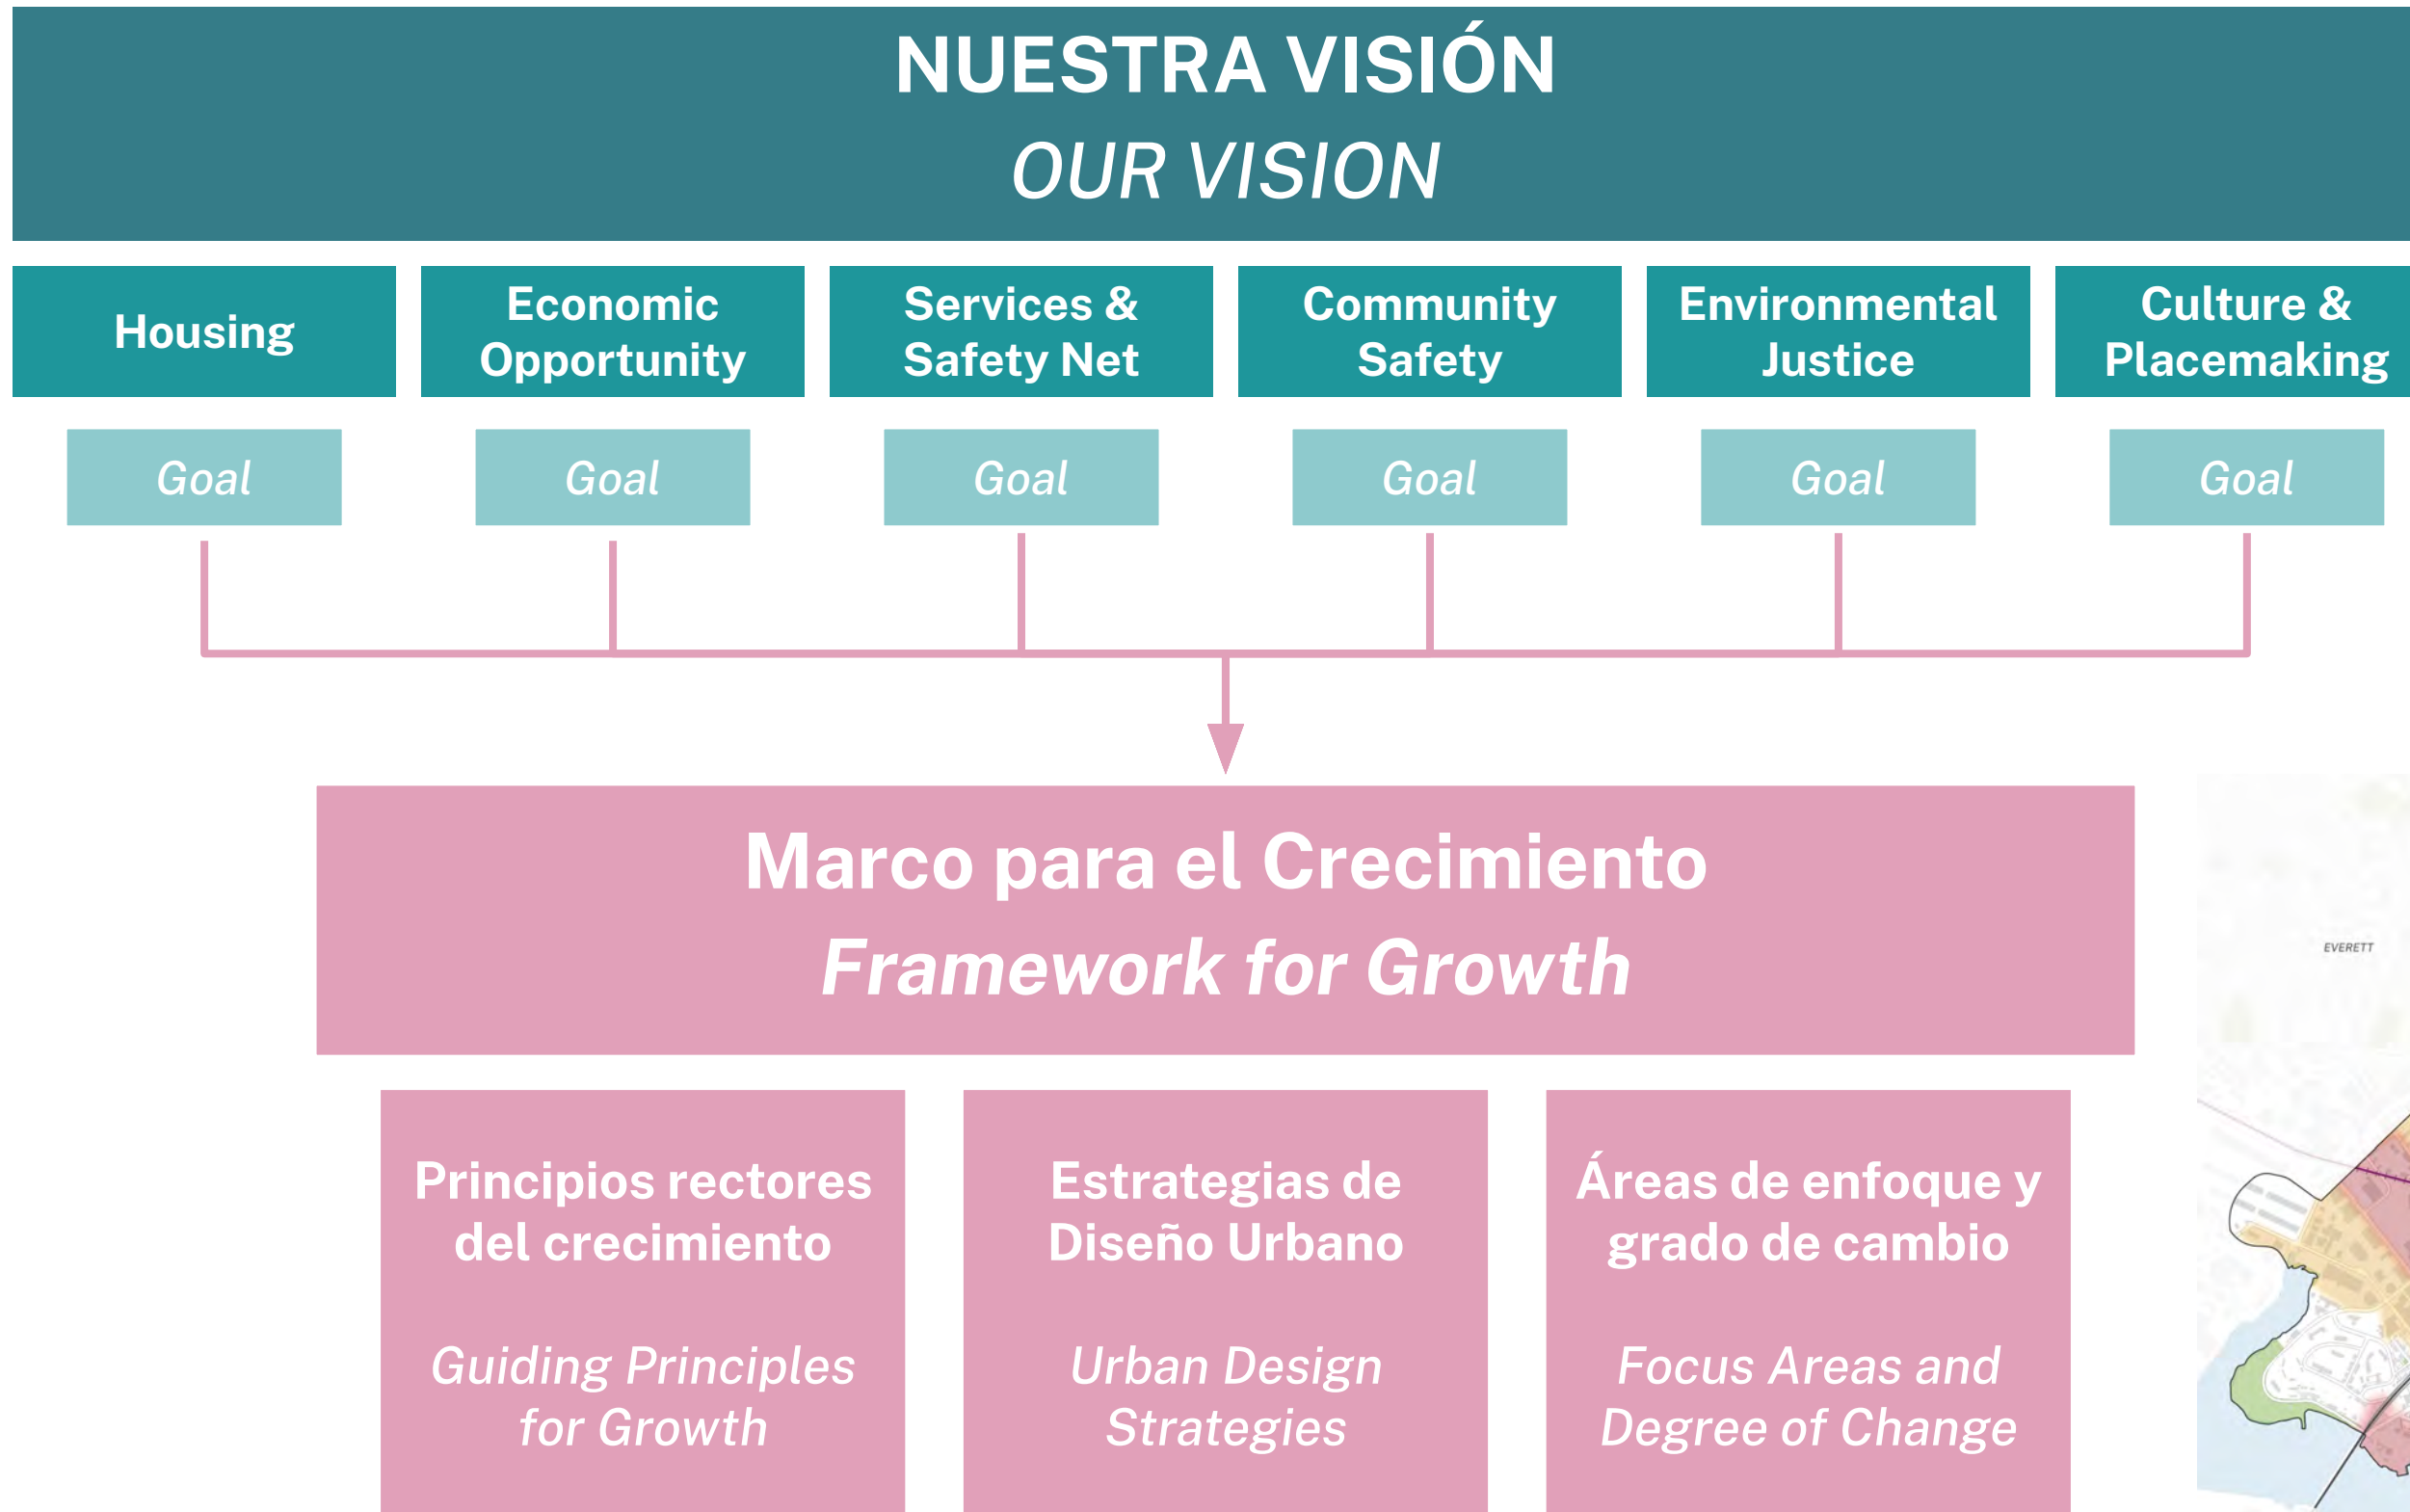 NUESTRA VISIÓN
OUR VISION
Housing
Economic
Opportunity
Services &
Safety Net
Community
Safety
Environmental
Justice
Culture &
Placemaking
Goal
Goal
Goal
Goal
Goal
Goal
Marco para el Crecimiento
Framework for Growth
EVERETT
Principios rectores
del crecimiento
Guiding Principles
for Growth
Estrategias de
Diseño Urbano
Urban Design
Strategies
Áreas de enfoque y
grado de cambio
Focus Areas and
Degree of Change